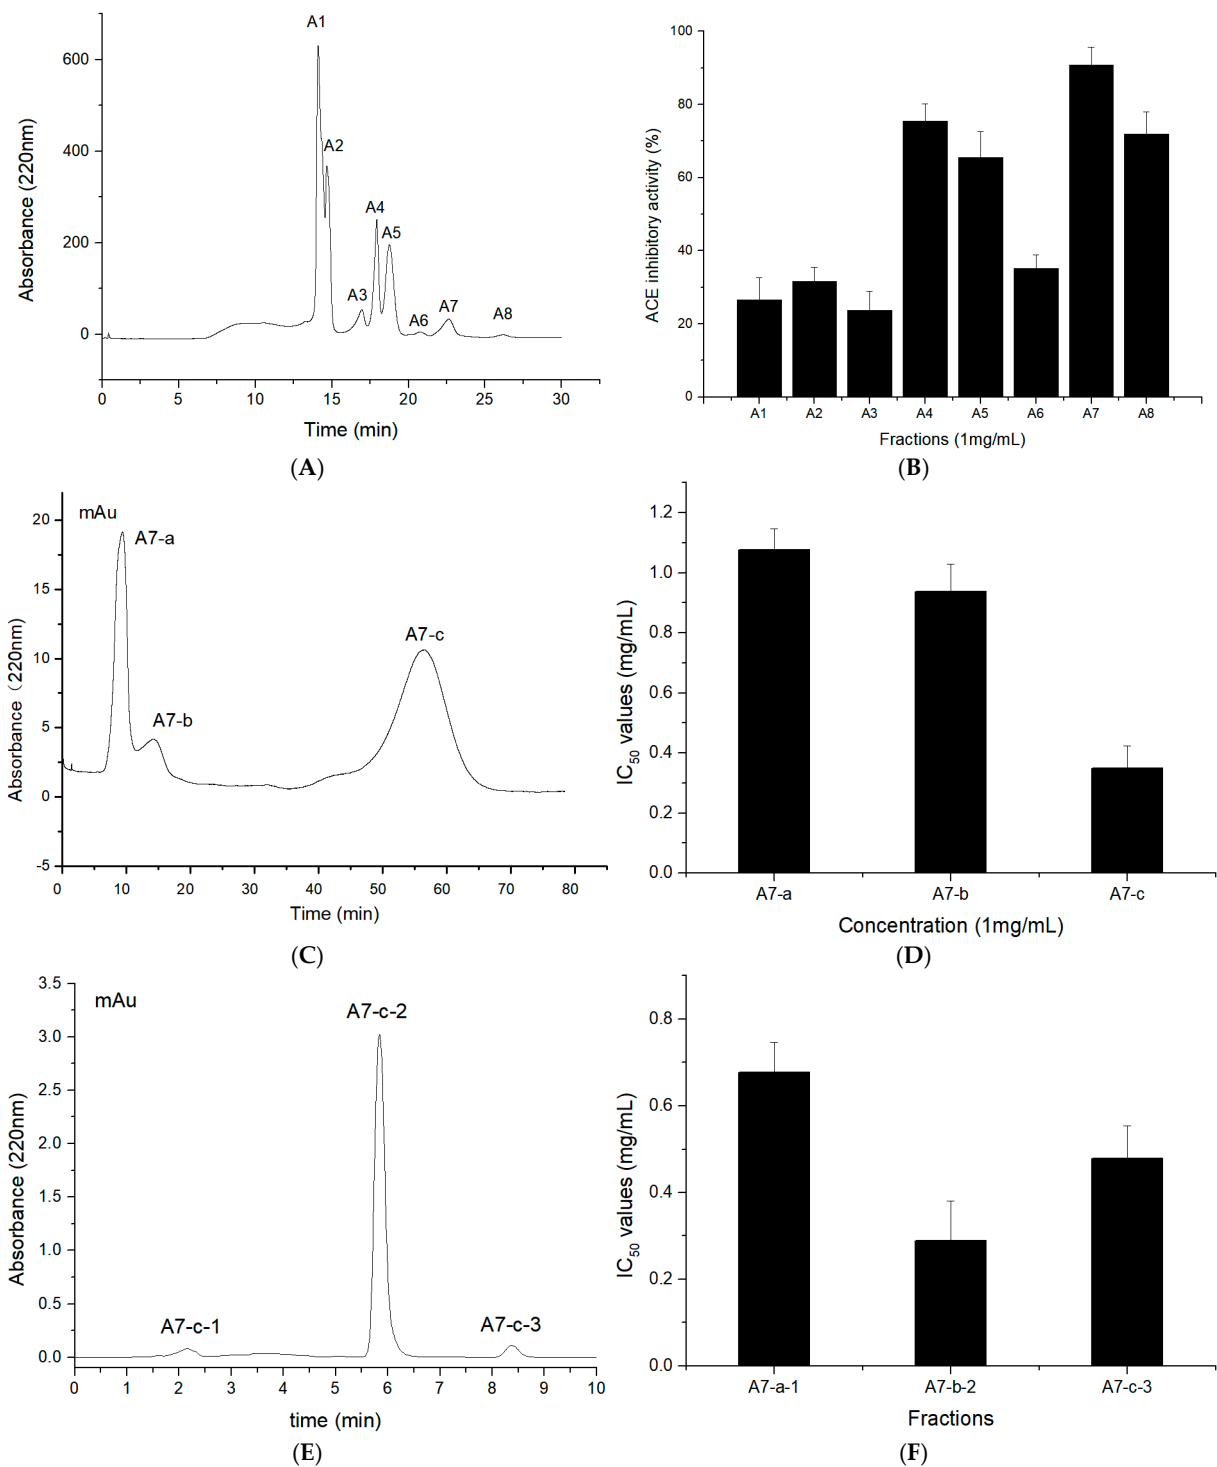 A1
A2
A3
A4
A5
A6
A7
A8
600
400
200
0
Absorbance (220nm)
0 5 10 15 20 25 30
Time (min)
(A)
100
80
60
40
20
0
ACE inhibitory activity (%)
A1 A2 A3 A4 A5 A6 A7 A8
Fractions (1mg/mL)
(B)
mAu
A7-a
A7-b
A7-c
20
15
10
5
0
-5
Absorbance（220nm)
0 10 20 30 40 50 60 70 80
Time (min)
(C)
1.2
1.0
0.8
0.6
0.4
0.2
0.0
IC50 values (mg/mL)
A7-a A7-b A7-c
Concentration (1mg/mL)
(D)
mAu
A7-c-1
A7-c-2
A7-c-3
3.5
3.0
2.5
2.0
1.5
1.0
0.5
0.0
Absorbance (220nm)
0 1 2 3 4 5 6 7 8 9 10
time (min)
(E)
0.8
0.6
0.4
0.2
0.0
IC50 values (mg/mL)
A7-a-1 A7-b-2 A7-c-3
Fractions
(F)